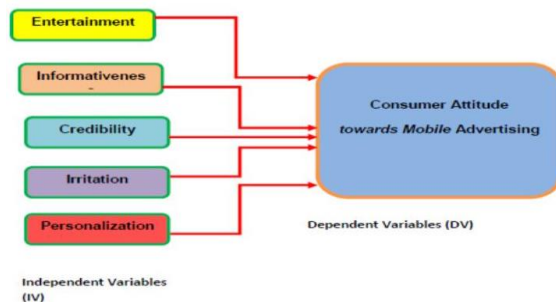 Entertainment
Informativenes
-
Credibility
Irritation
Personalization
Consumer Attitude
towards Mobile Advertising
Dependent Variables (DV)
Independent Variables
(IV)